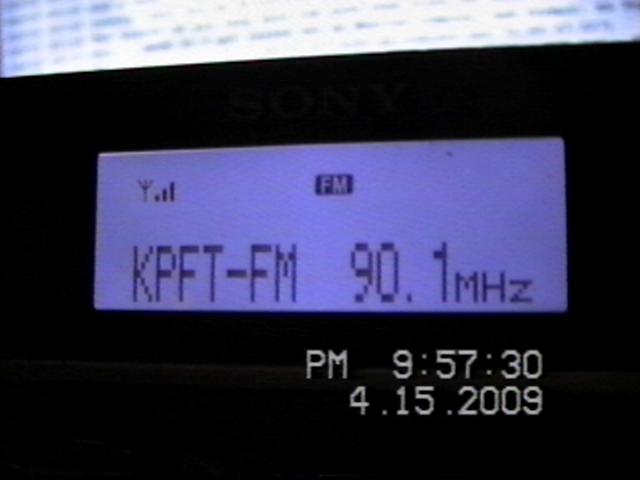 SONY
FM
KPFT-FM 90.1MHz
PM 9:57:30
4.15.2009